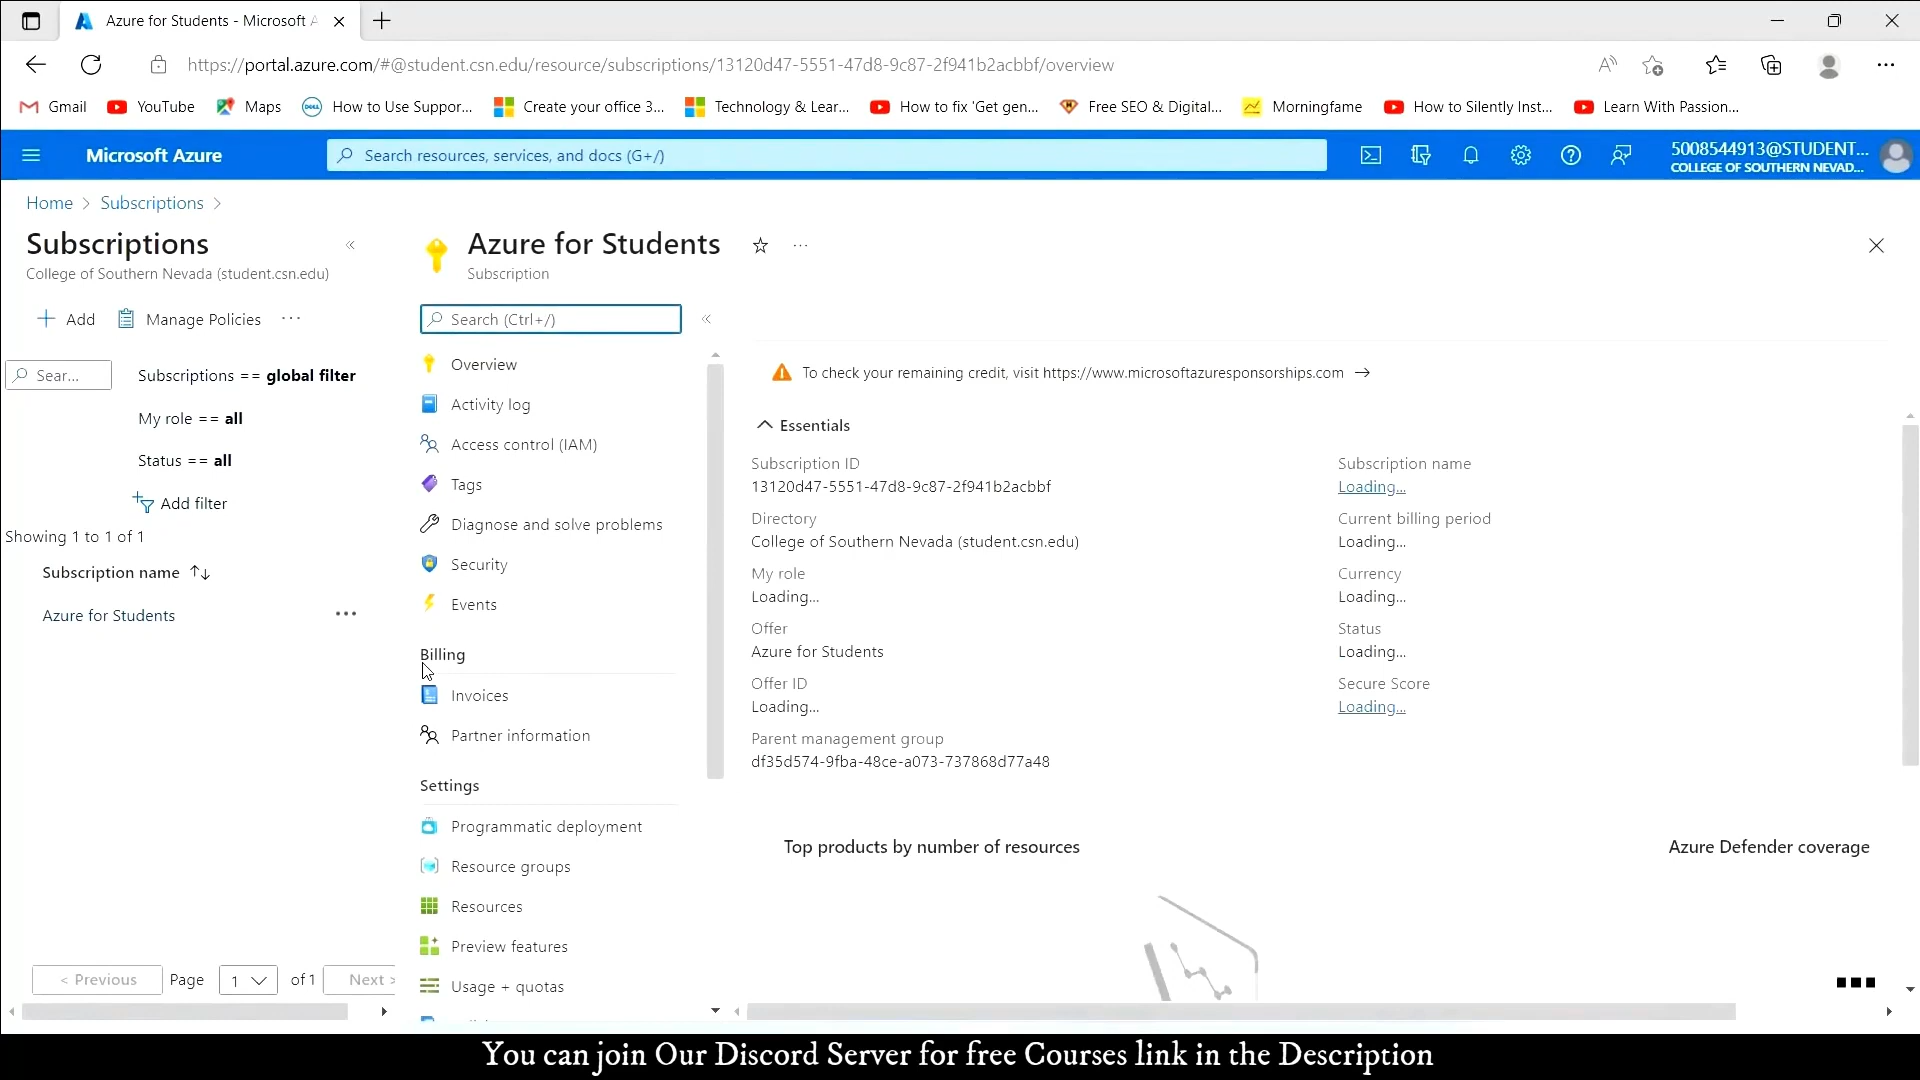 Azure for Students - Microsoft A
https://portal.azure.com/#@student.csn.edu/resource/subscriptions/13120d47-5551-47d8-9c87-2f941b2acbbf/overview
Gmail YouTube Maps How to Use Suppor... Create your office 3... Technology & Lear... How to fix 'Get gen... Free SEO & Digital... Morningfame How to Silently Inst... Learn With Passion...
Microsoft Azure
Search resources, services, and docs (G+/)
5008544913@STUDENT...
COLLEGE OF SOUTHERN NEVAD...
Home > Subscriptions >
Subscriptions
College of Southern Nevada (student.csn.edu)
Add Manage Policies ...
Sear...
Subscriptions == global filter
My role == all
Status == all
Add filter
Showing 1 to 1 of 1
Subscription name
Azure for Students
< Previous Page 1 of 1 Next >
Azure for Students
Subscription
Search (Ctrl+/)
Overview
Activity log
Access control (IAM)
Tags
Diagnose and solve problems
Security
Events
Billing
Invoices
Partner information
Settings
Programmatic deployment
Resource groups
Resources
Preview features
Usage + quotas
To check your remaining credit, visit https://www.microsoftazuresponsorships.com →
Essentials
Subscription ID
13120d47-5551-47d8-9c87-2f941b2acbbf
Directory
College of Southern Nevada (student.csn.edu)
My role
Loading...
Offer
Azure for Students
Offer ID
Loading...
Parent management group
df35d574-9fba-48ce-a073-737868d77a48
Subscription name
Loading...
Current billing period
Loading...
Currency
Loading...
Status
Loading...
Secure Score
Loading...
Top products by number of resources
Azure Defender coverage
You can join Our Discord Server for free Courses link in the Description